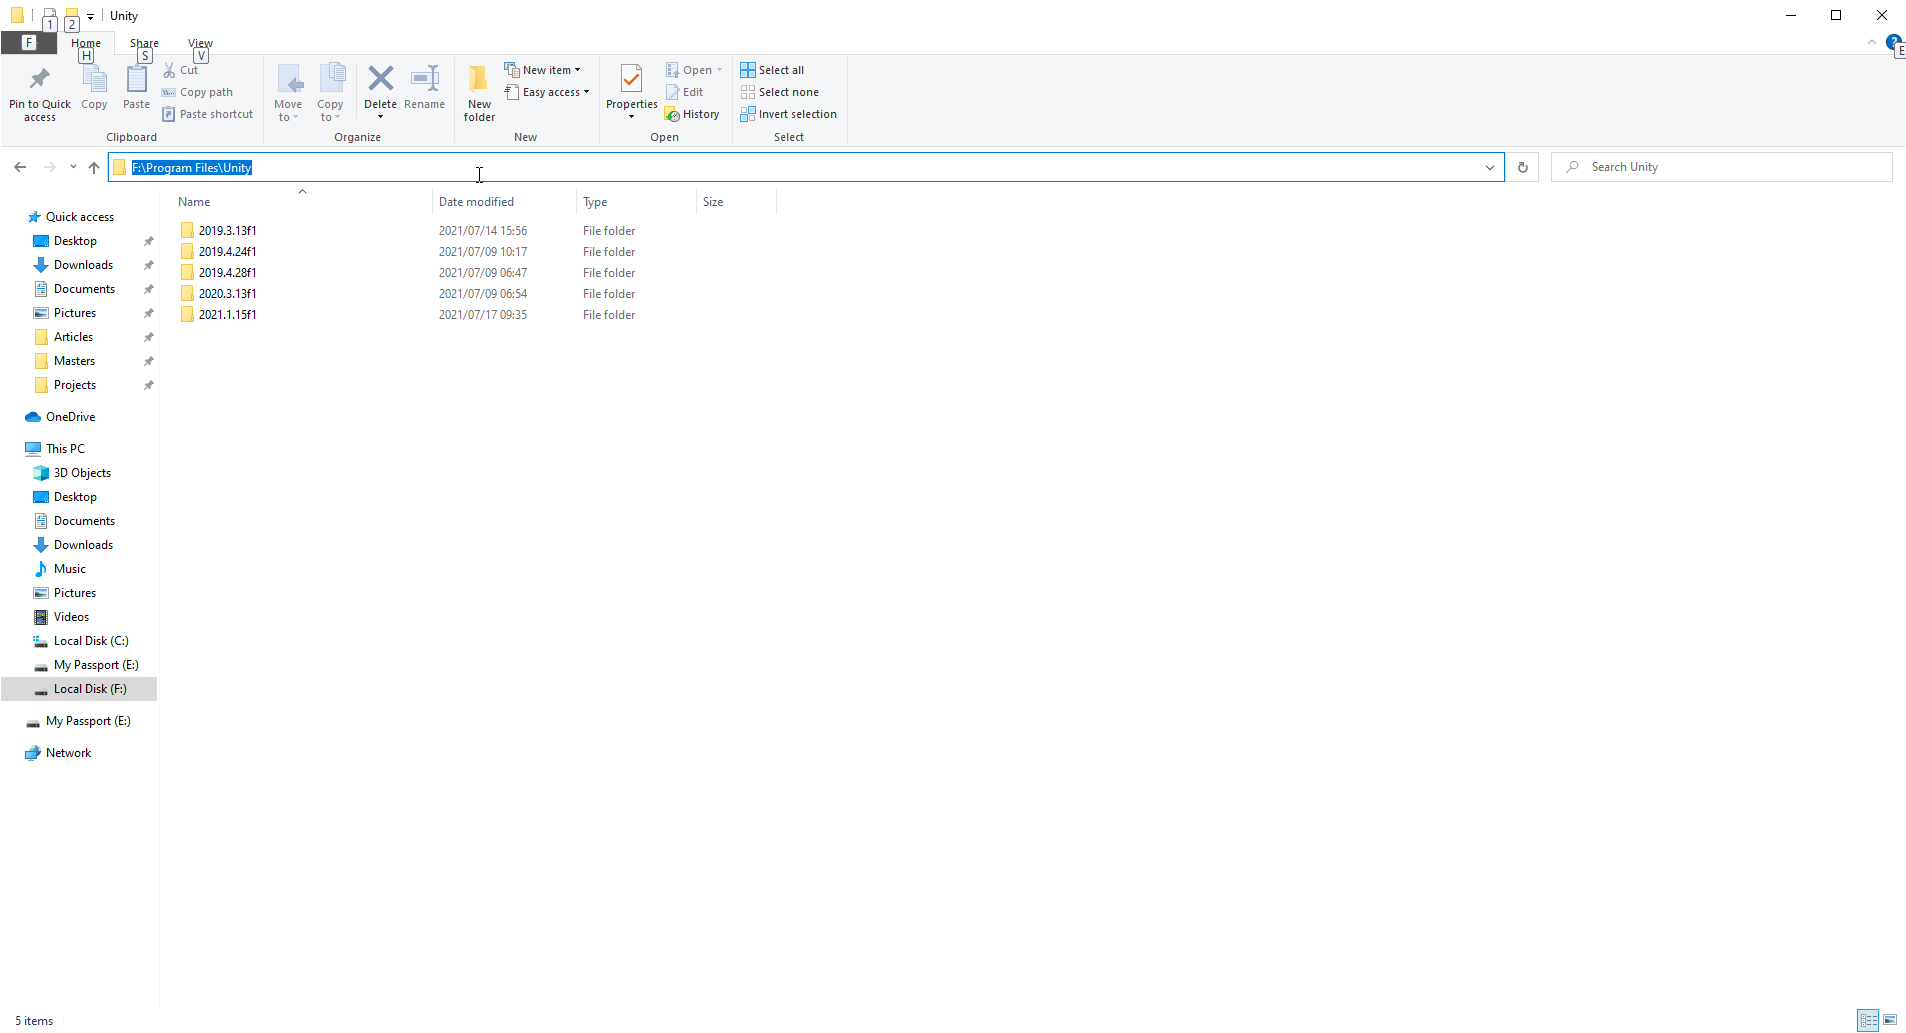 1 2 Unity
F Home Share View
H S V E
Pin to Quick access
Copy
Paste
Cut
Copy path
Paste shortcut
Clipboard
Move to
Copy to
Delete
Rename
Organize
New folder
New item
Easy access
New
Properties
Open
Edit
History
Open
Select all
Select none
Invert selection
Select
F:\Program Files\Unity
Search Unity
Name Date modified Type Size
2019.3.13f1 2021/07/14 15:56 File folder
2019.4.24f1 2021/07/09 10:17 File folder
2019.4.28f1 2021/07/09 06:47 File folder
2020.3.13f1 2021/07/09 06:54 File folder
2021.1.15f1 2021/07/17 09:35 File folder
Quick access
Desktop
Downloads
Documents
Pictures
Articles
Masters
Projects
OneDrive
This PC
3D Objects
Desktop
Documents
Downloads
Music
Pictures
Videos
Local Disk (C:)
My Passport (E:)
Local Disk (F:)
My Passport (E:)
Network
5 items